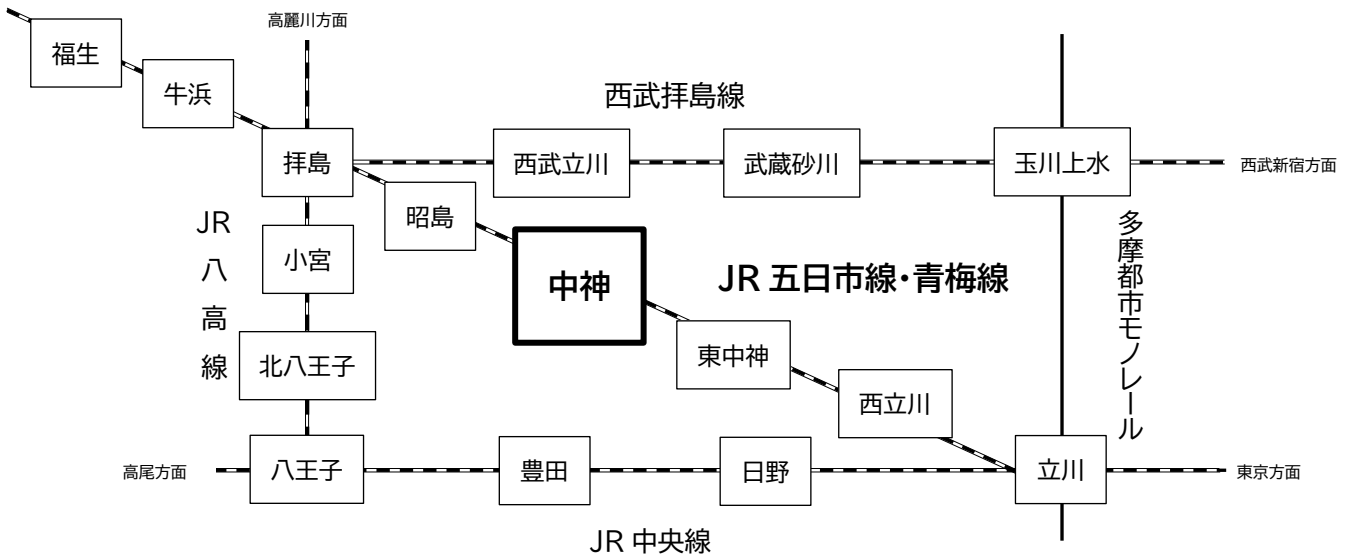 高麗川方面
福生
牛浜
西武拝島線
拝島
西武立川
武蔵砂川
玉川上水
西武新宿方面
昭島
JR八高線
小宮
中神
JR 五日市線・青梅線
多摩都市モノレール
北八王子
東中神
西立川
高尾方面
八王子
豊田
日野
立川
東京方面
JR 中央線